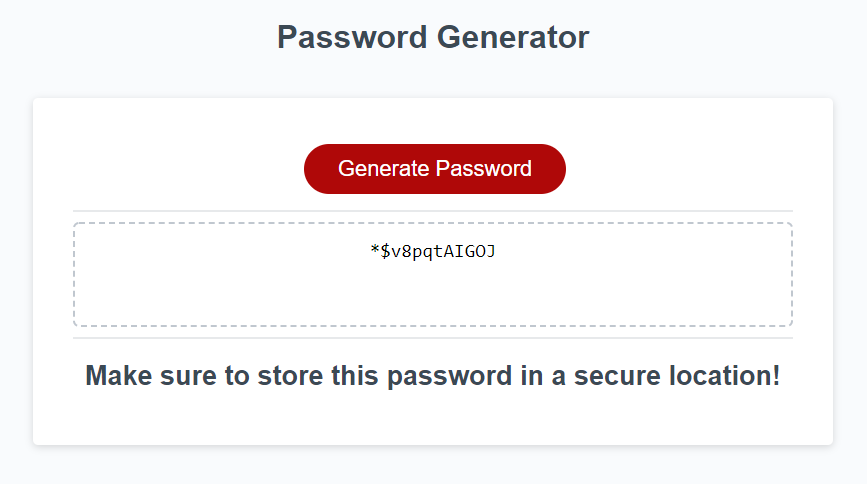 Password Generator
Generate Password
*$v8pqtAIGOJ
Make sure to store this password in a secure location!